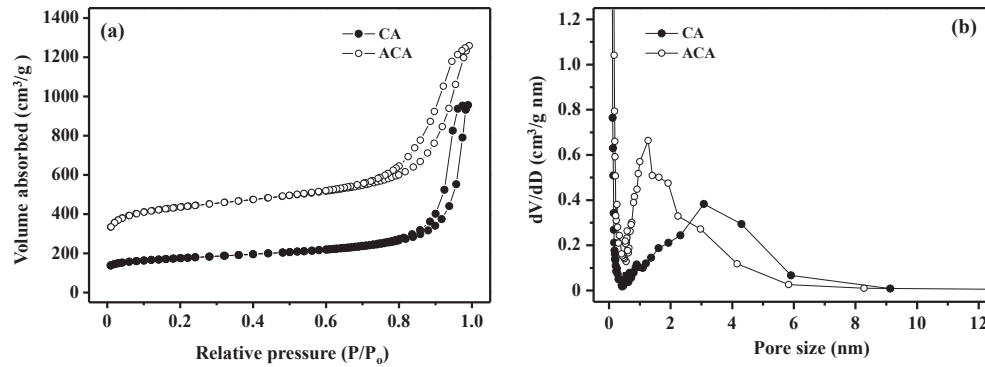 (a)
CA
ACA
Volume absorbed (cm³/g )
1400
1200
1000
800
600
400
200
0
0 0.2 0.4 0.6 0.8 1.0
Relative pressure (P/Pₒ)
(b)
CA
ACA
dV/dD (cm³/g nm)
1.2
1.0
0.8
0.6
0.4
0.2
0
0 2 4 6 8 10 12
Pore size (nm)